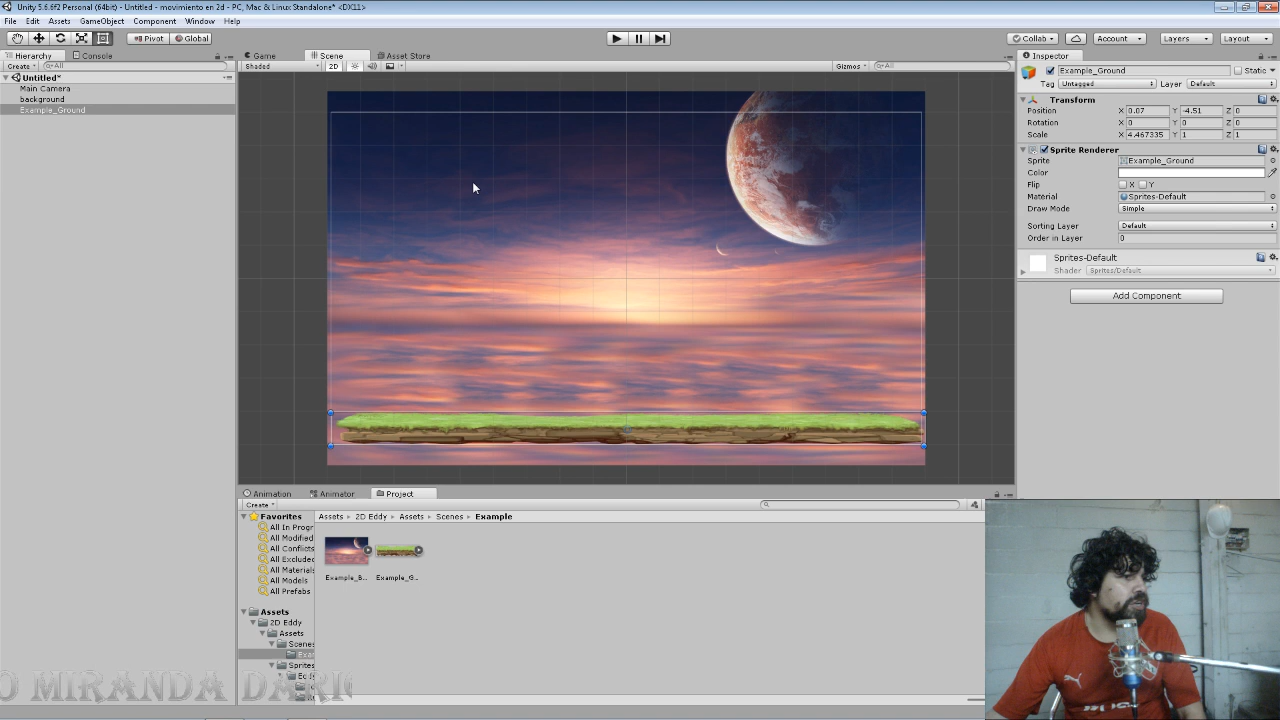 Unity 5.6.6f2 Personal (64bit) - Untitled - movimiento en 2d - PC, Mac & Linux Standalone* <DX11>
File Edit Assets GameObject Component Window Help
Pivot Global Collab Account Layers Layout
Hierarchy Console Game Scene Asset Store Inspector
Create All Shaded 2D Gizmos All
Untitled*
Main Camera
background
Example_Ground
Example_Ground Static
Tag Untagged Layer Default
Transform
Position X 0.07 Y -4.51 Z 0
Rotation X 0 Y 0 Z 0
Scale X 4.467335 Y 1 Z 1
Sprite Renderer
Sprite Example_Ground
Color
Flip X Y
Material Sprites-Default
Draw Mode Simple
Sorting Layer Default
Order in Layer 0
Sprites-Default
Shader Sprites/Default
Add Component
Animation Animator Project
Create
Favorites
All In Progr
All Modified
All Conflicts
All Excluded
All Materials
All Models
All Prefabs
Assets
2D Eddy
Assets
Scenes
Exa
Sprites
Assets 2D Eddy Assets Scenes Example
Example_B... Example_G...
O MIRANDA DARI